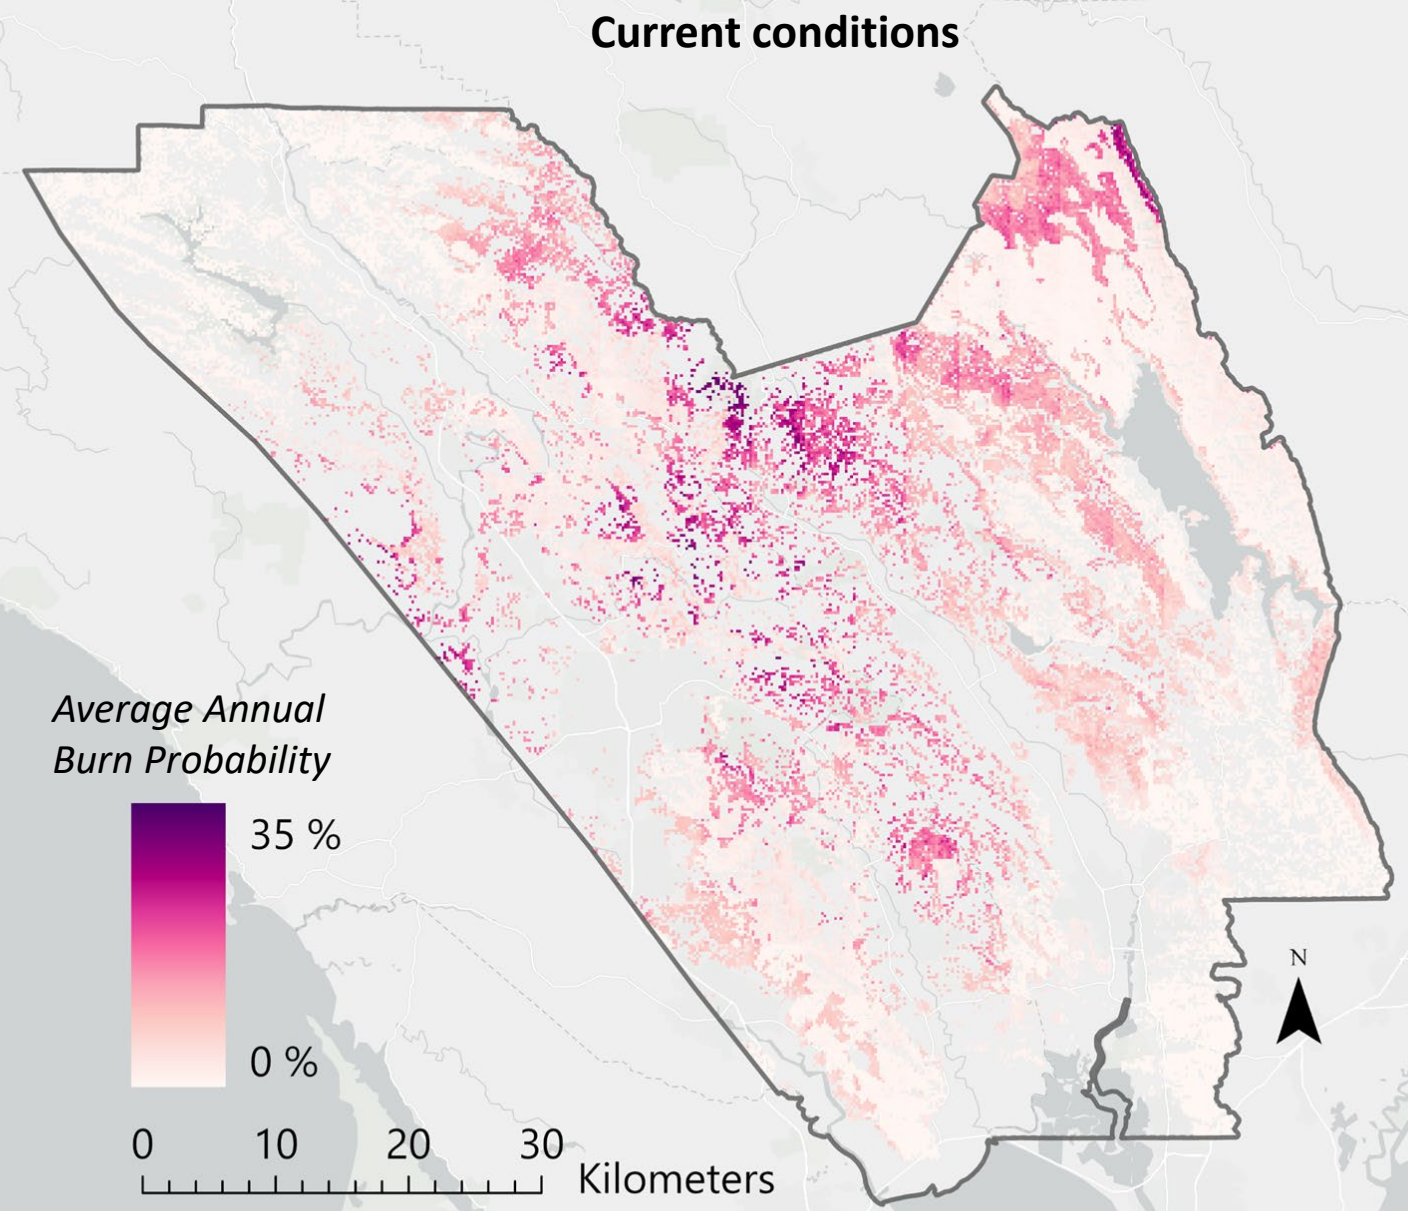 Current conditions
Average Annual
Burn Probability
35 %
0 %
N
0 10 20 30
Kilometers